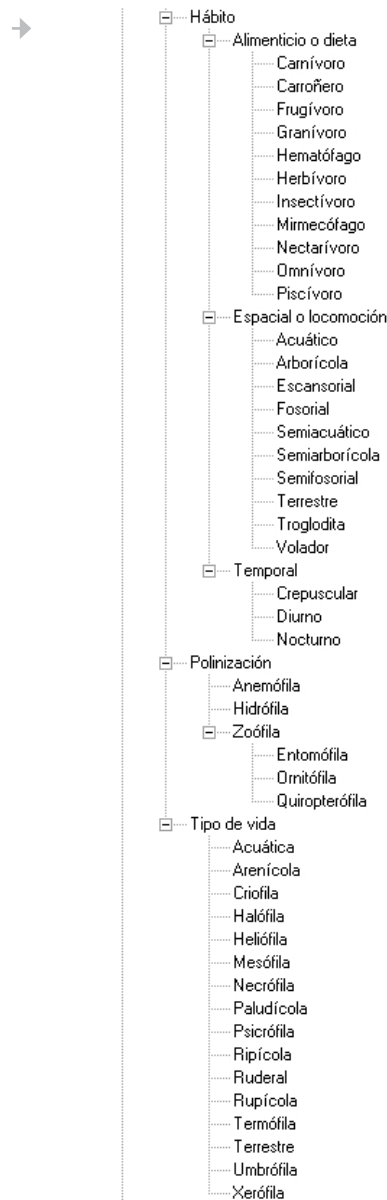 Hábito
Alimenticio o dieta
Carnívoro
Carroñero
Frugívoro
Granívoro
Hematófago
Herbívoro
Insectívoro
Mirmecófago
Nectarívoro
Omnívoro
Piscívoro
Espacial o locomoción
Acuático
Arborícola
Escansorial
Fosorial
Semiacuático
Semiarborícola
Semifosorial
Terrestre
Troglodita
Volador
Temporal
Crepuscular
Diurno
Nocturno
Polinización
Anemófila
Hidrófila
Zoófila
Entomófila
Ornitófila
Quiropterófila
Tipo de vida
Acuática
Arenícola
Criofila
Halófila
Heliófila
Mesófila
Necrófila
Paludícola
Psicrófila
Ripícola
Ruderal
Rupícola
Termófila
Terrestre
Umbrófila
Xerófila